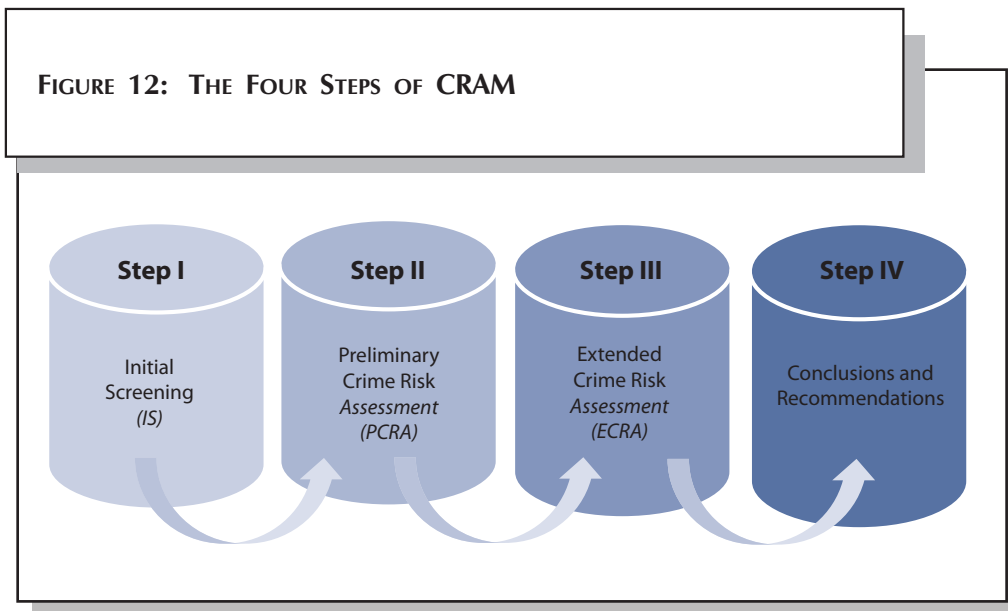 FIGURE 12: THE FOUR STEPS OF CRAM
Step I
Initial
Screening
(IS)
Step II
Preliminary
Crime Risk
Assessment
(PCRA)
Step III
Extended
Crime Risk
Assessment
(ECRA)
Step IV
Conclusions and
Recommendations